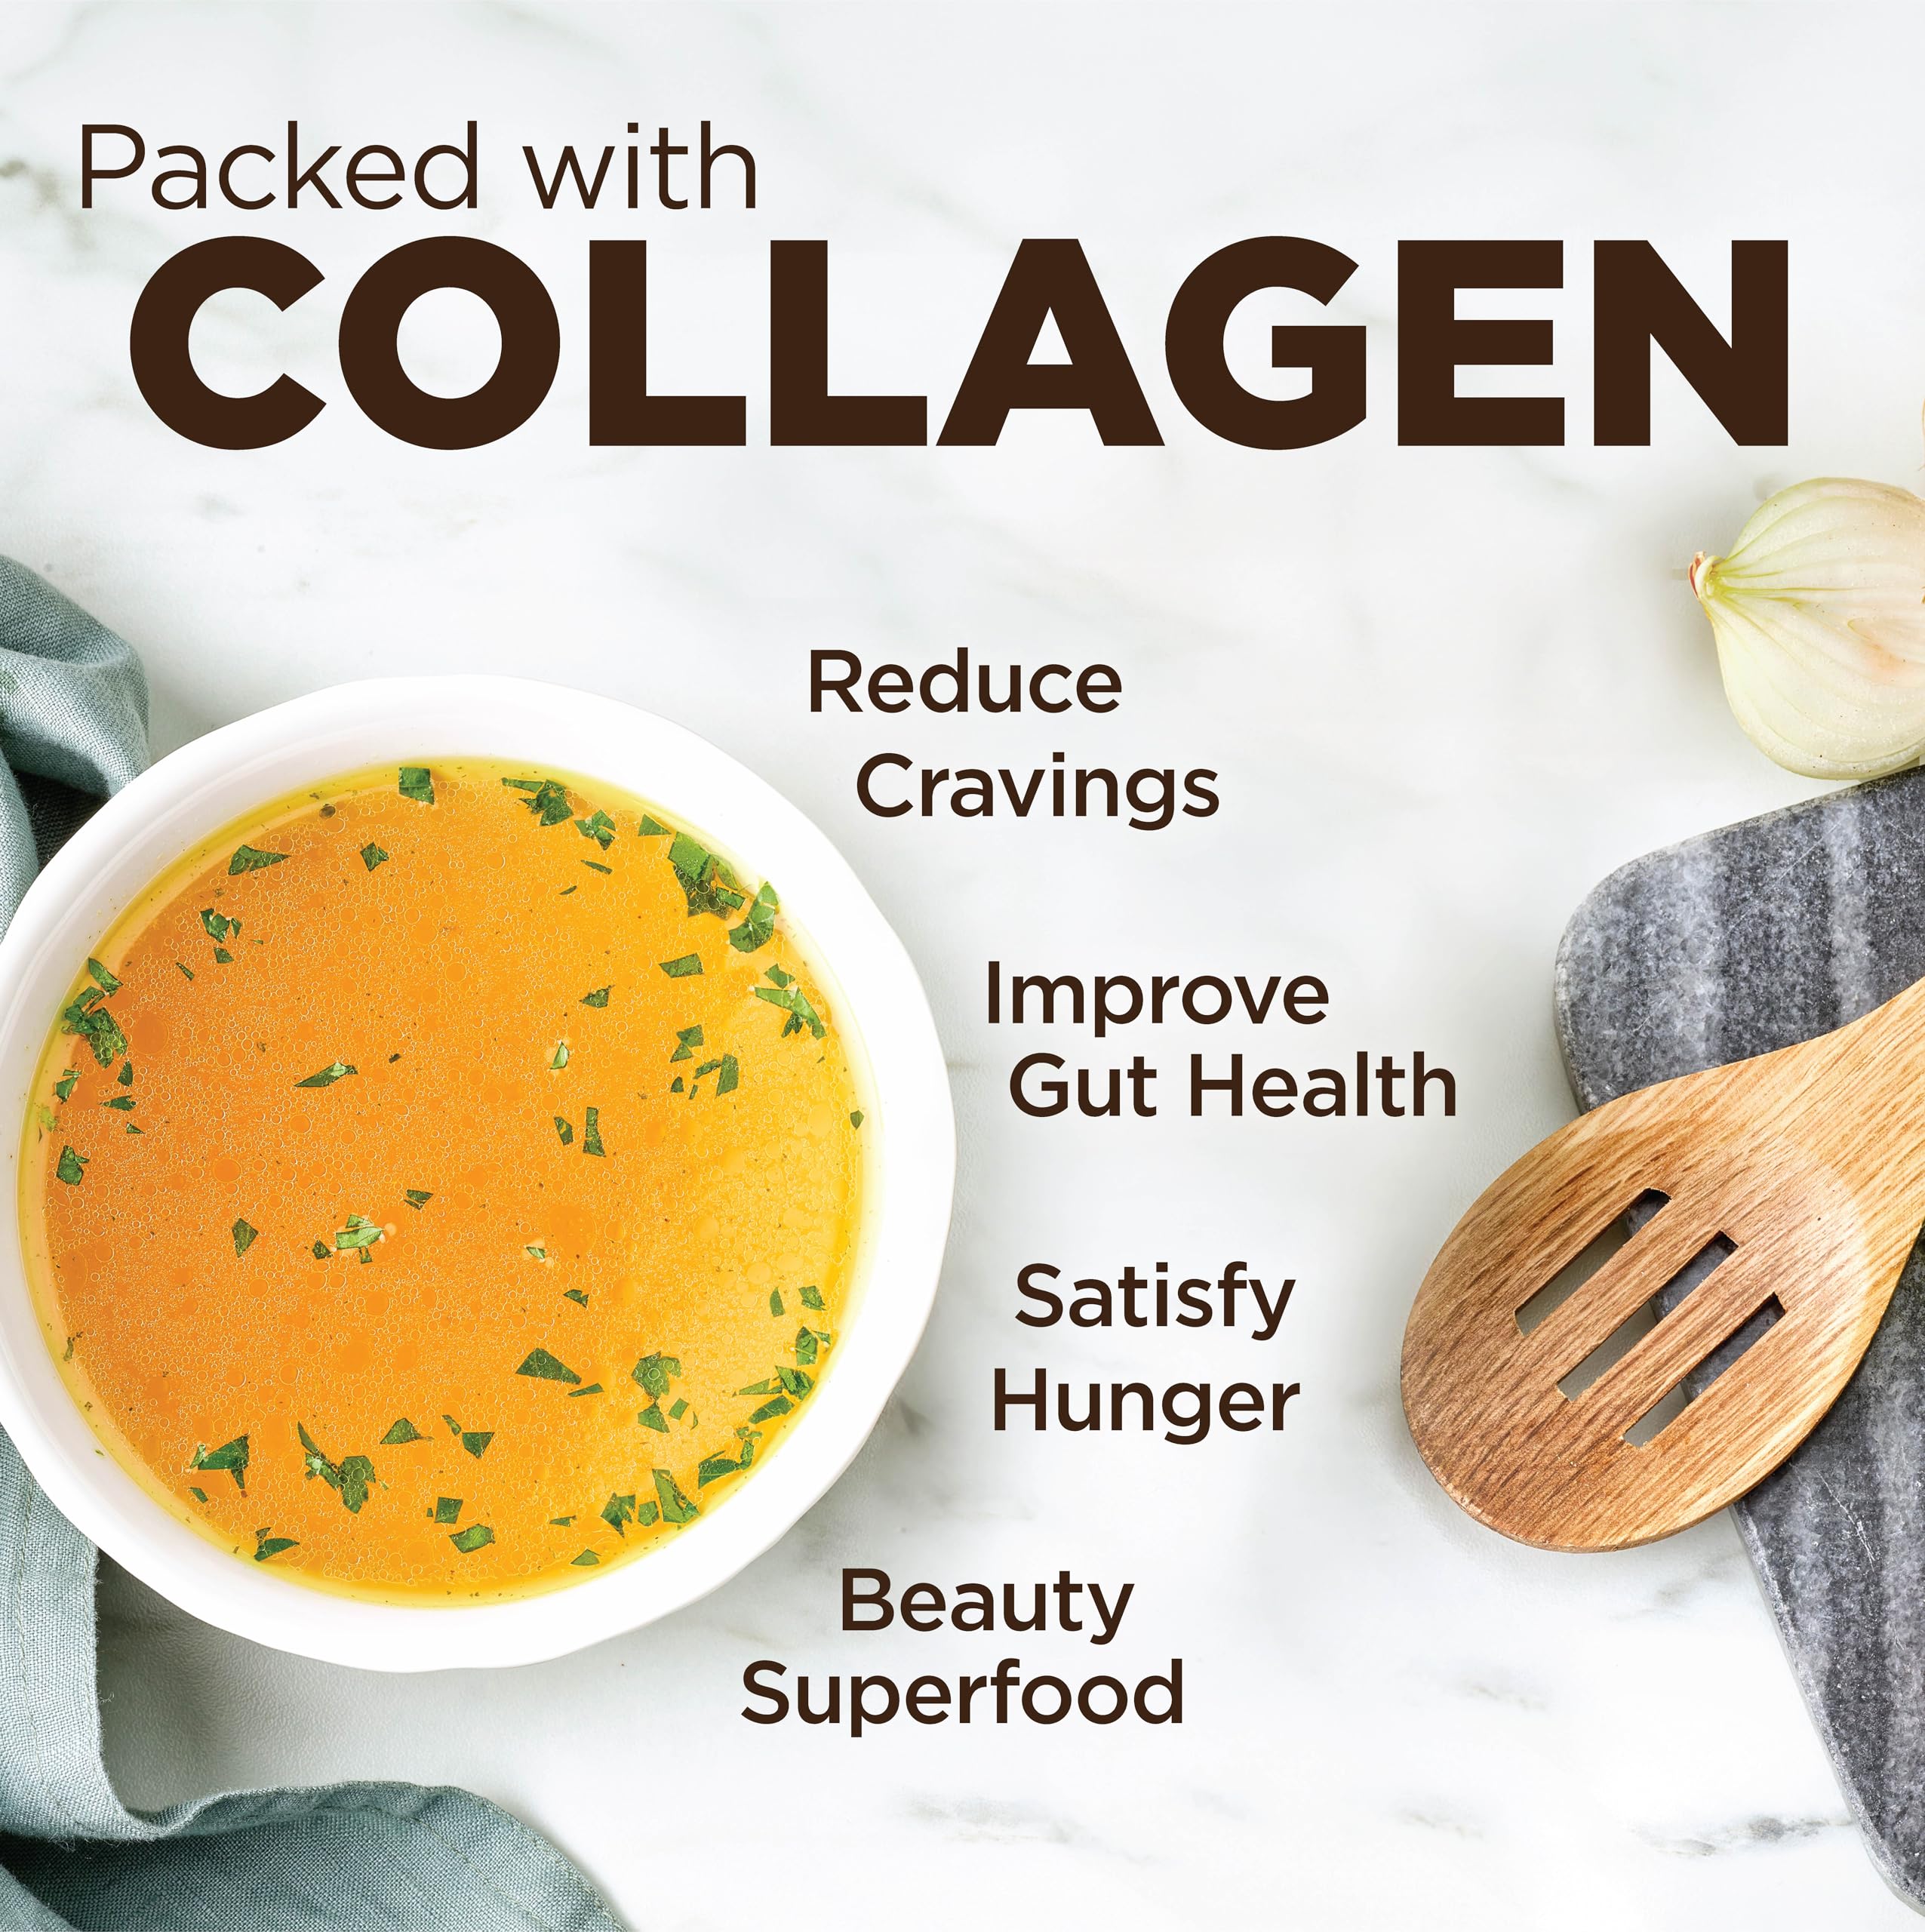 Packed with
COLLAGEN
Reduce
Cravings
Improve
Gut Health
Satisfy
Hunger
Beauty
Superfood